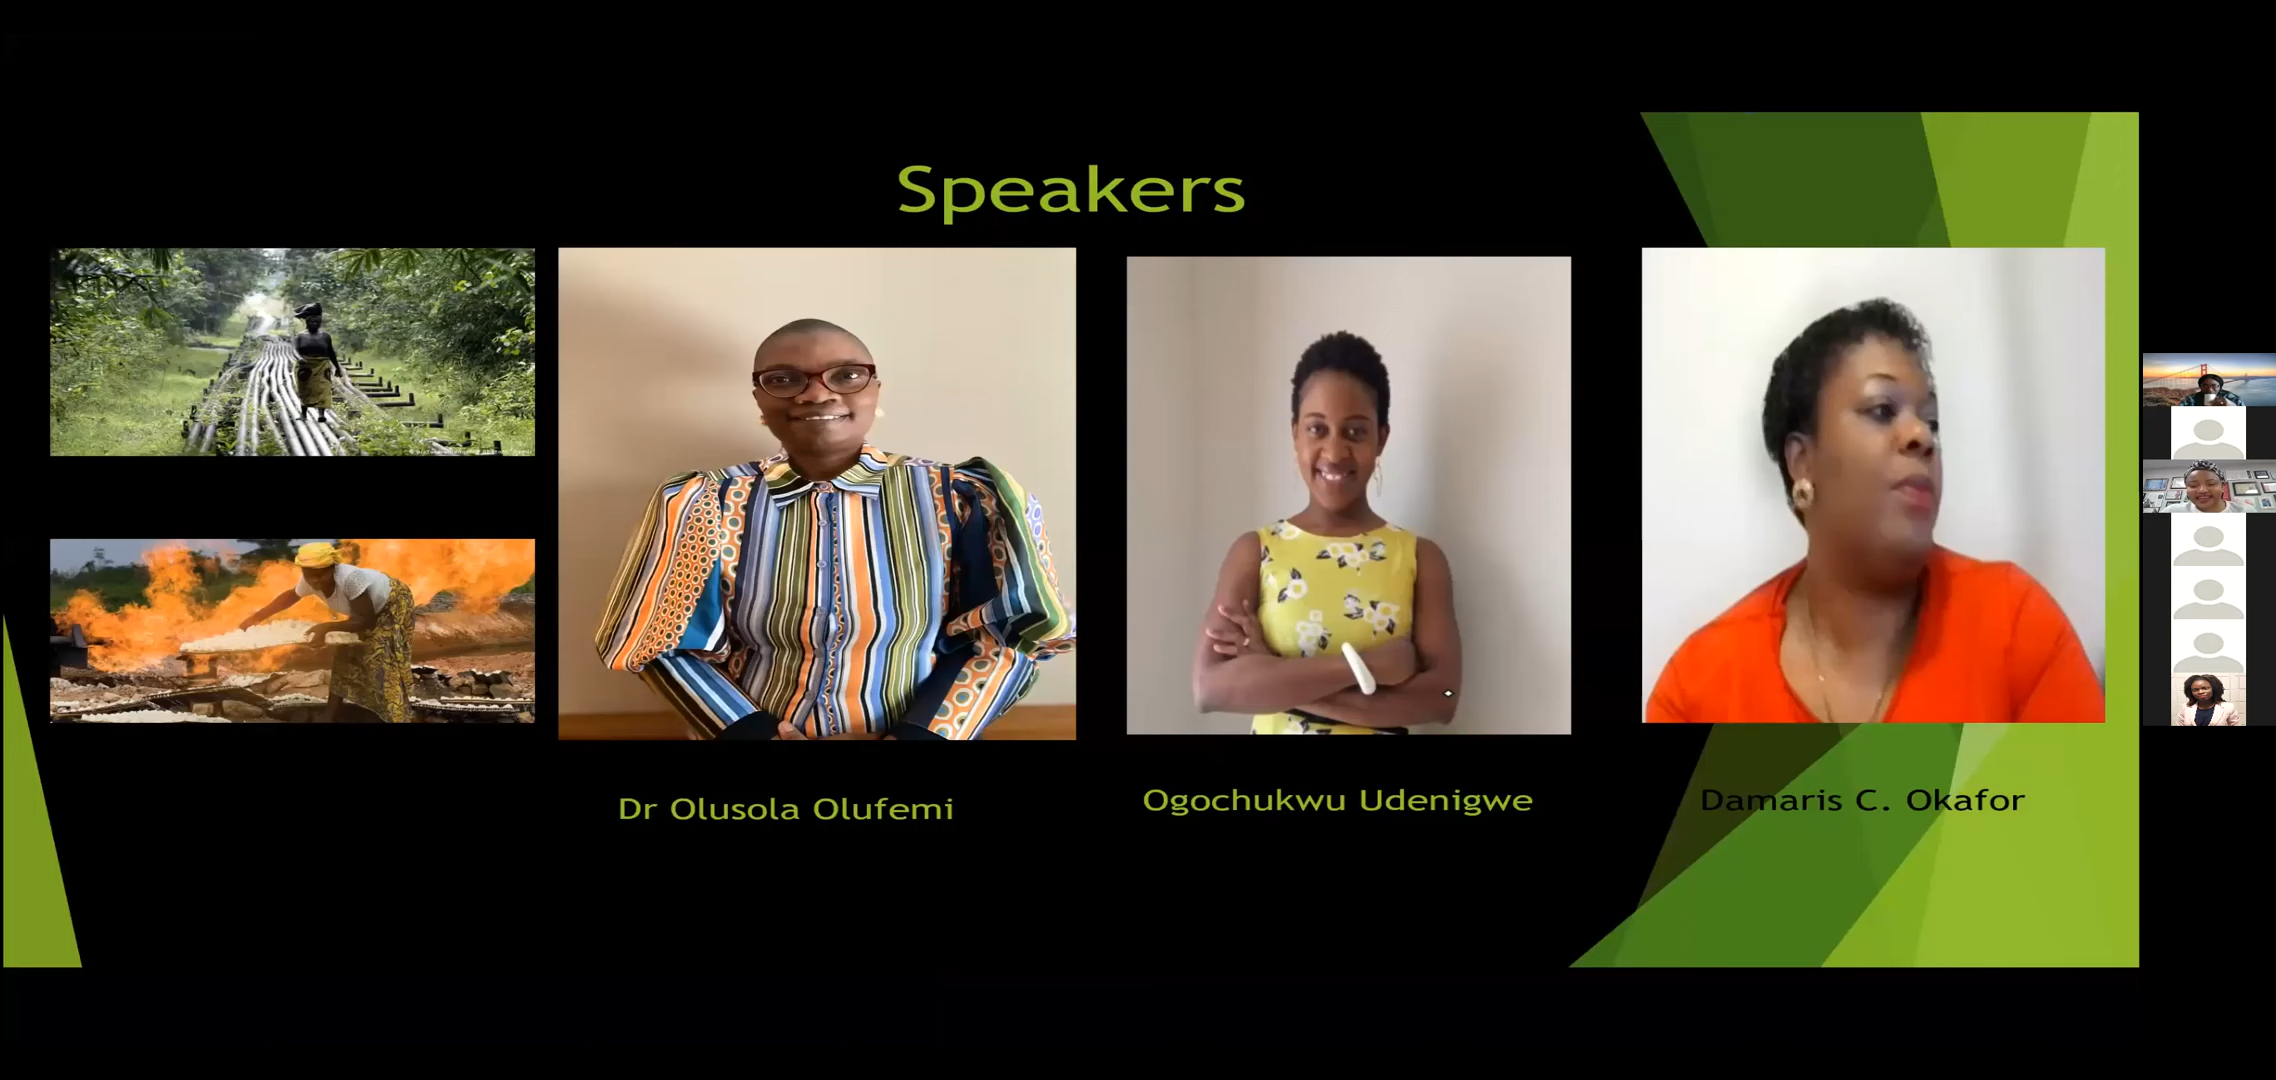 Speakers
Dr Olusola Olufemi
Ogochukwu Udenigwe
Damaris C. Okafor